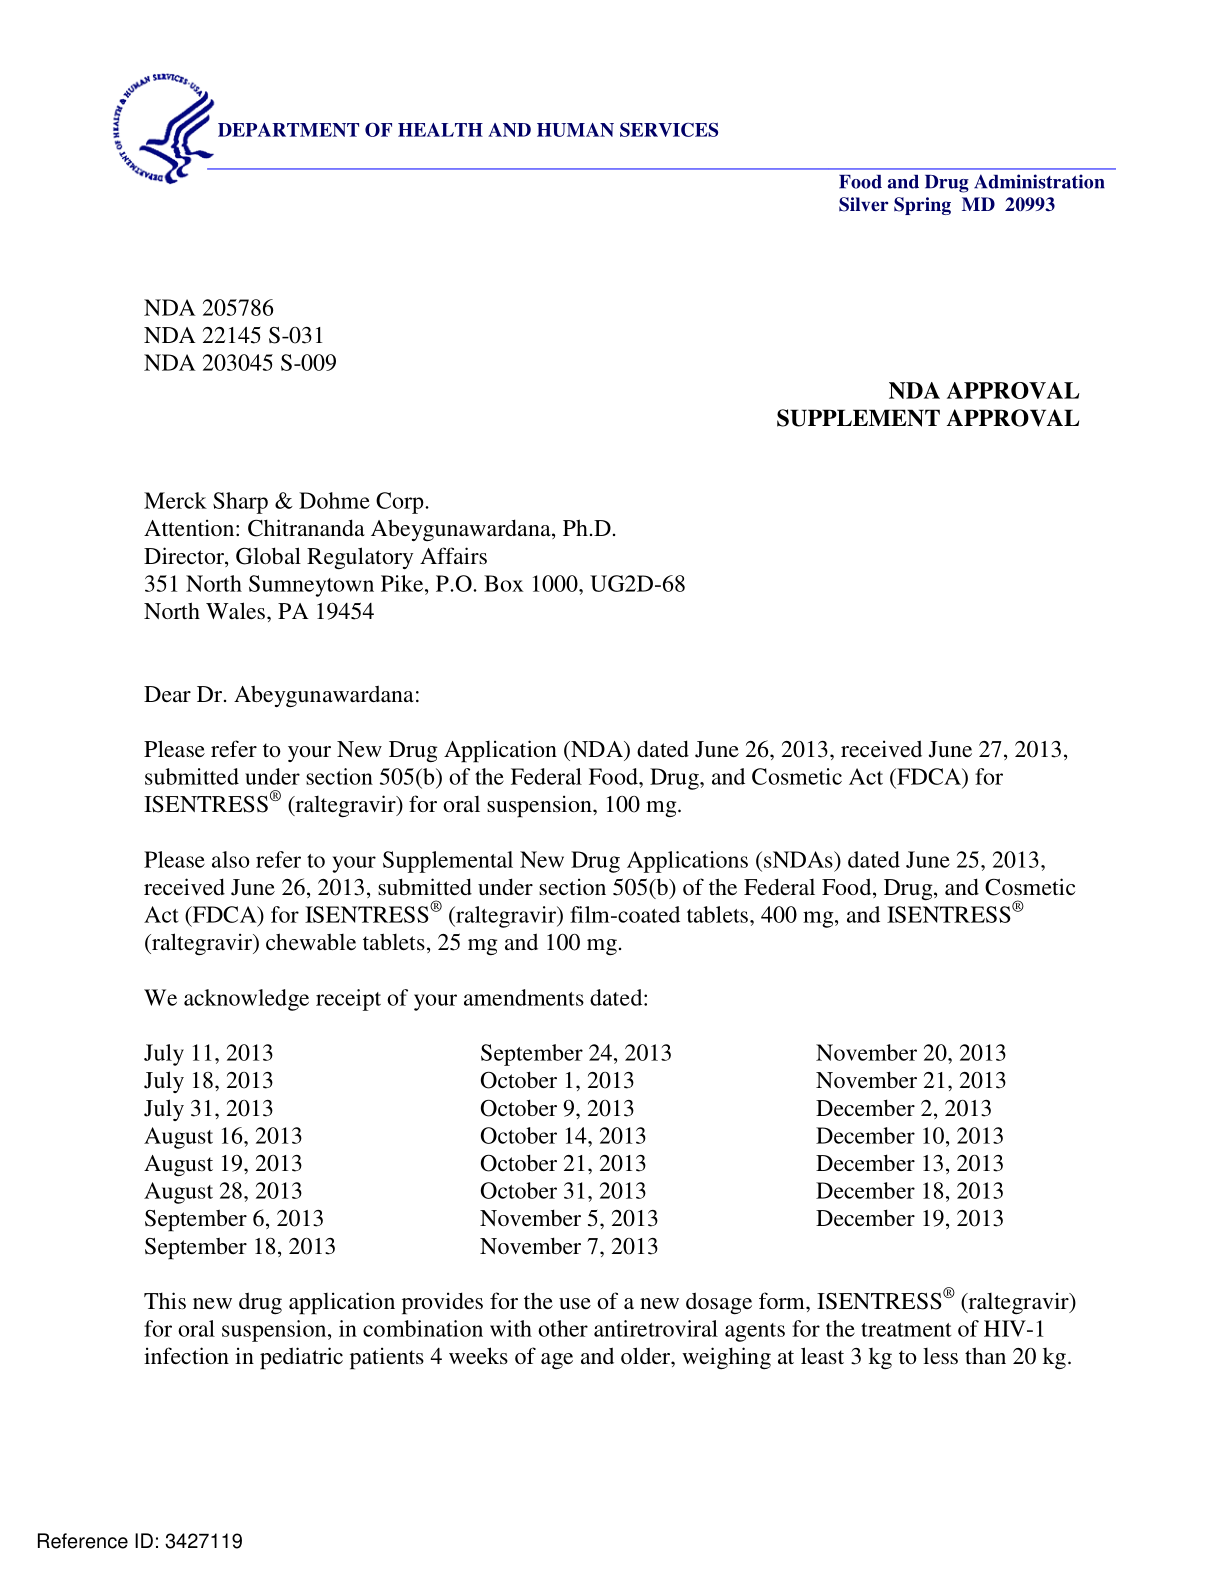 DEPARTMENT OF HEALTH & HUMAN SERVICES·USA
DEPARTMENT OF HEALTH AND HUMAN SERVICES
Food and Drug Administration
Silver Spring MD 20993
NDA 205786
NDA 22145 S-031
NDA 203045 S-009
NDA APPROVAL
SUPPLEMENT APPROVAL
Merck Sharp & Dohme Corp.
Attention: Chitrananda Abeygunawardana, Ph.D.
Director, Global Regulatory Affairs
351 North Sumneytown Pike, P.O. Box 1000, UG2D-68
North Wales, PA 19454
Dear Dr. Abeygunawardana:
Please refer to your New Drug Application (NDA) dated June 26, 2013, received June 27, 2013,
submitted under section 505(b) of the Federal Food, Drug, and Cosmetic Act (FDCA) for
ISENTRESS® (raltegravir) for oral suspension, 100 mg.
Please also refer to your Supplemental New Drug Applications (sNDAs) dated June 25, 2013,
received June 26, 2013, submitted under section 505(b) of the Federal Food, Drug, and Cosmetic
Act (FDCA) for ISENTRESS® (raltegravir) film-coated tablets, 400 mg, and ISENTRESS®
(raltegravir) chewable tablets, 25 mg and 100 mg.
We acknowledge receipt of your amendments dated:
July 11, 2013
July 18, 2013
July 31, 2013
August 16, 2013
August 19, 2013
August 28, 2013
September 6, 2013
September 18, 2013
September 24, 2013
October 1, 2013
October 9, 2013
October 14, 2013
October 21, 2013
October 31, 2013
November 5, 2013
November 7, 2013
November 20, 2013
November 21, 2013
December 2, 2013
December 10, 2013
December 13, 2013
December 18, 2013
December 19, 2013
This new drug application provides for the use of a new dosage form, ISENTRESS® (raltegravir)
for oral suspension, in combination with other antiretroviral agents for the treatment of HIV-1
infection in pediatric patients 4 weeks of age and older, weighing at least 3 kg to less than 20 kg.
Reference ID: 3427119